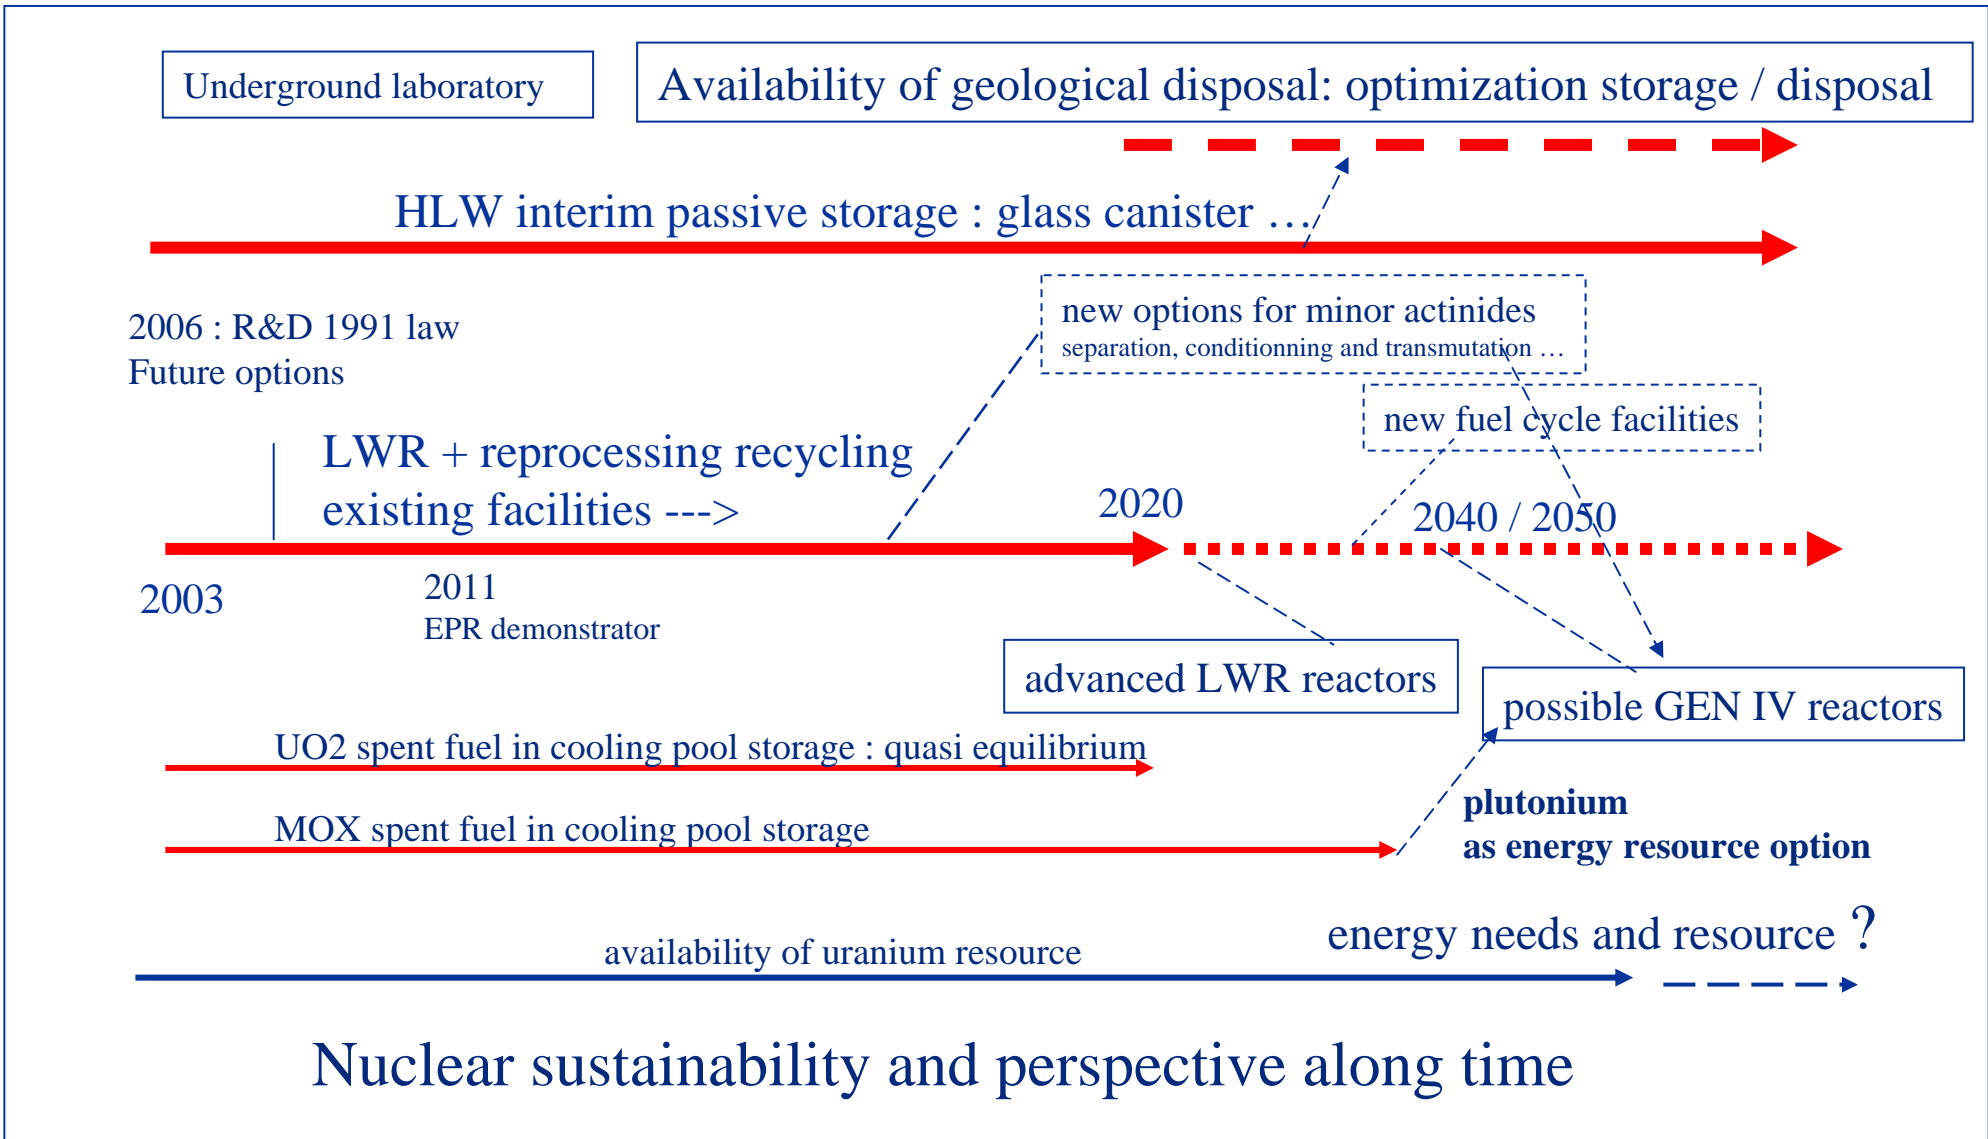 Underground laboratory
Availability of geological disposal: optimization storage / disposal
HLW interim passive storage : glass canister …
new options for minor actinides
separation, conditionning and transmutation …
2006 : R&D 1991 law
Future options
new fuel cycle facilities
LWR + reprocessing recycling
existing facilities --->
2020
2040 / 2050
2003
2011
EPR demonstrator
advanced LWR reactors
possible GEN IV reactors
UO2 spent fuel in cooling pool storage : quasi equilibrium
MOX spent fuel in cooling pool storage
plutonium
as energy resource option
energy needs and resource ?
availability of uranium resource
Nuclear sustainability and perspective along time